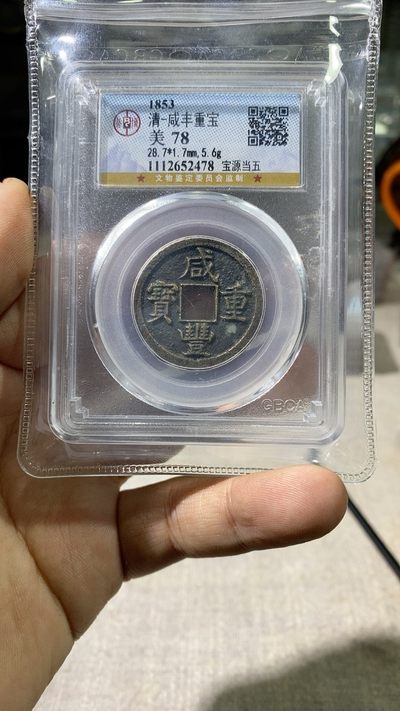 1853
清-咸丰重宝
美 78
28.7*1.7mm,5.6g
1112652478 宝源当五
★ 文物鉴定委员会监制 ★
咸
寶 重
豐
GBCA